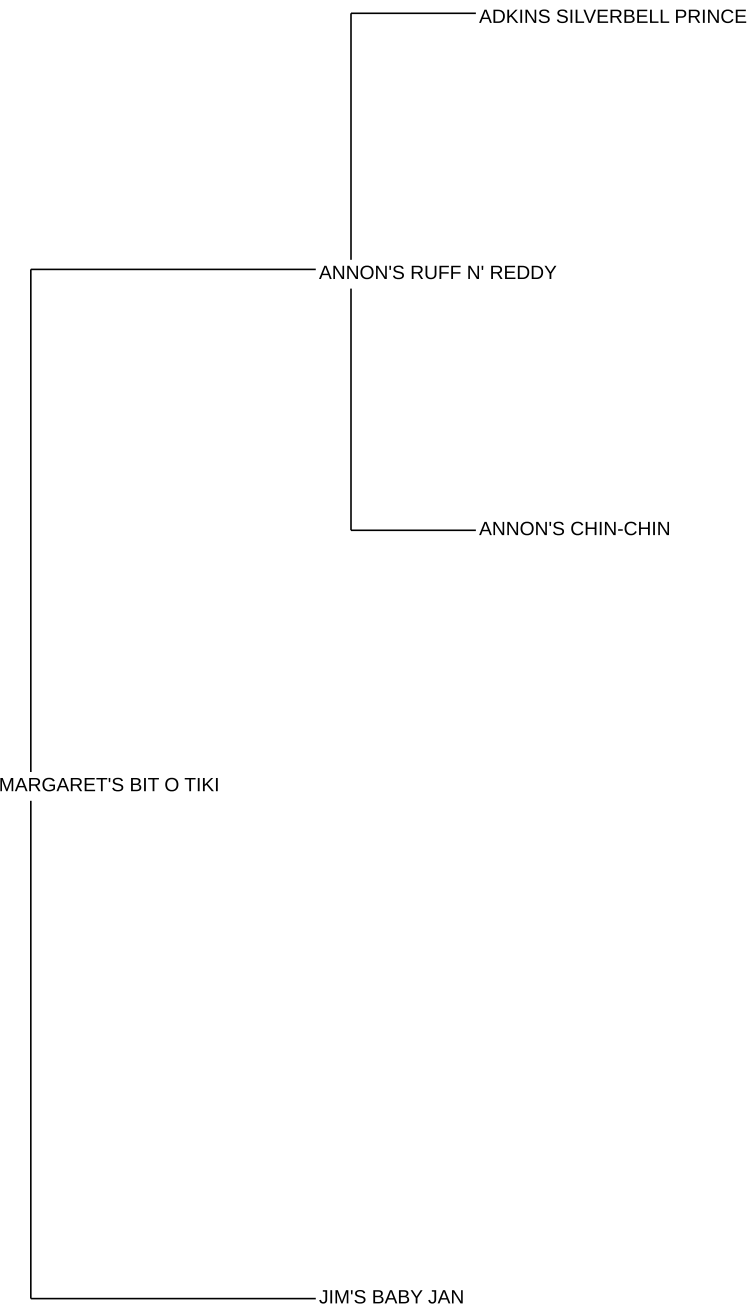 ADKINS SILVERBELL PRINCE
ANNON'S RUFF N' REDDY
ANNON'S CHIN-CHIN
MARGARET'S BIT O TIKI
JIM'S BABY JAN